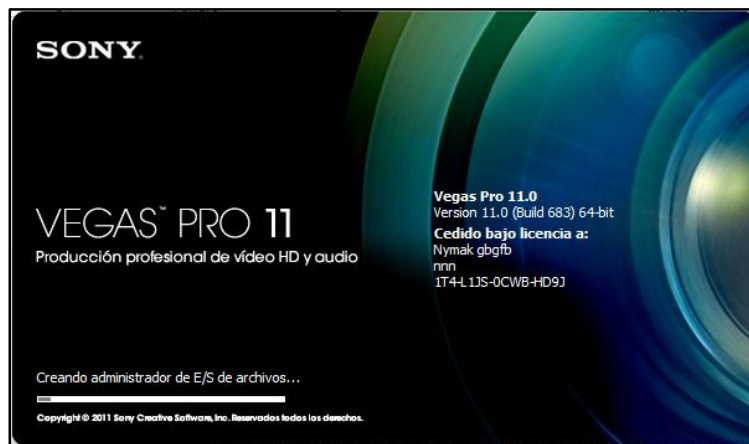 SONY
VEGAS™ PRO 11
Producción profesional de vídeo HD y audio
Vegas Pro 11.0
Version 11.0 (Build 683) 64-bit
Cedido bajo licencia a:
Nymak gbgfb
nnn
1T4-L1JS-0CWB-HD9J
Creando administrador de E/S de archivos...
Copyright © 2011 Sony Creative Software, Inc. Reservados todos los derechos.